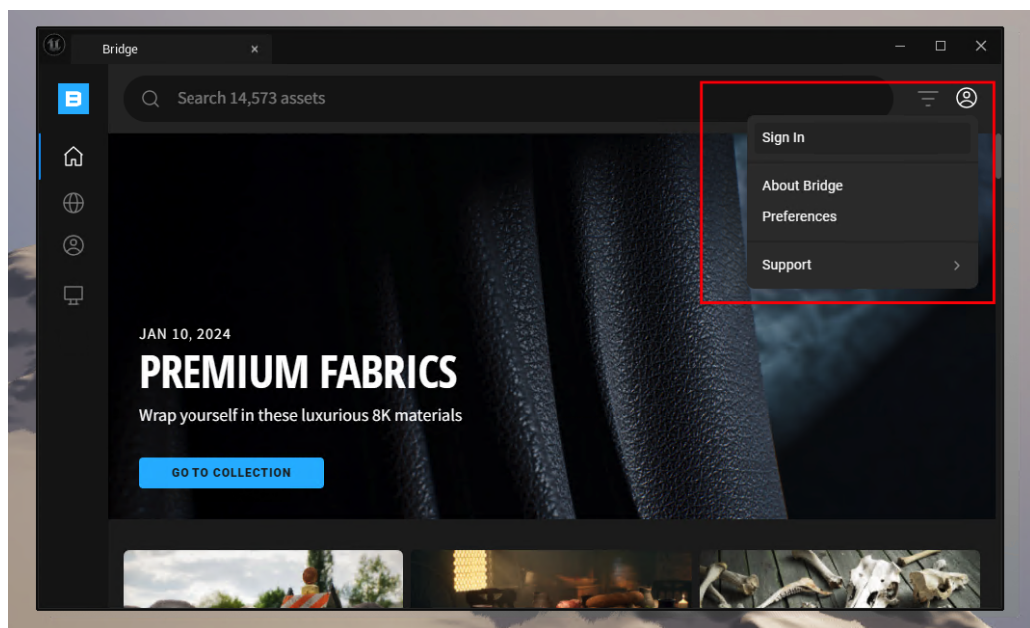 Bridge
Search 14,573 assets
Sign In
About Bridge
Preferences
Support
JAN 10, 2024
PREMIUM FABRICS
Wrap yourself in these luxurious 8K materials
GO TO COLLECTION